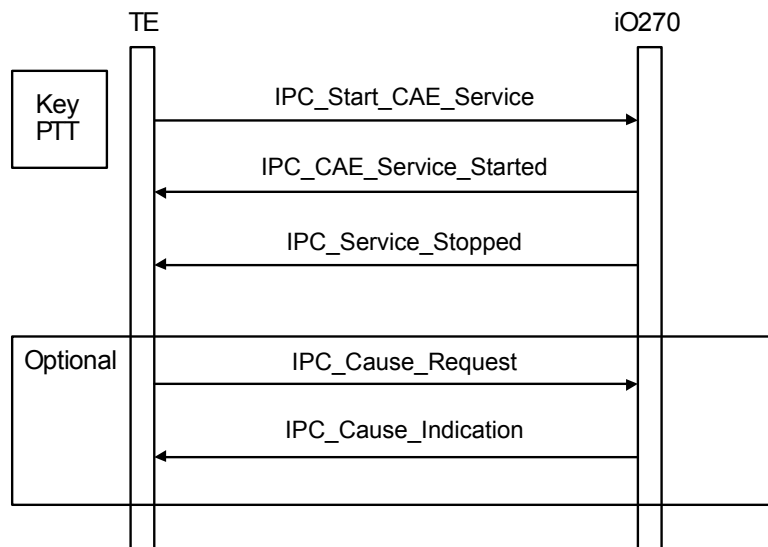 TE
iO270
Key
PTT
IPC_Start_CAE_Service
IPC_CAE_Service_Started
IPC_Service_Stopped
Optional
IPC_Cause_Request
IPC_Cause_Indication